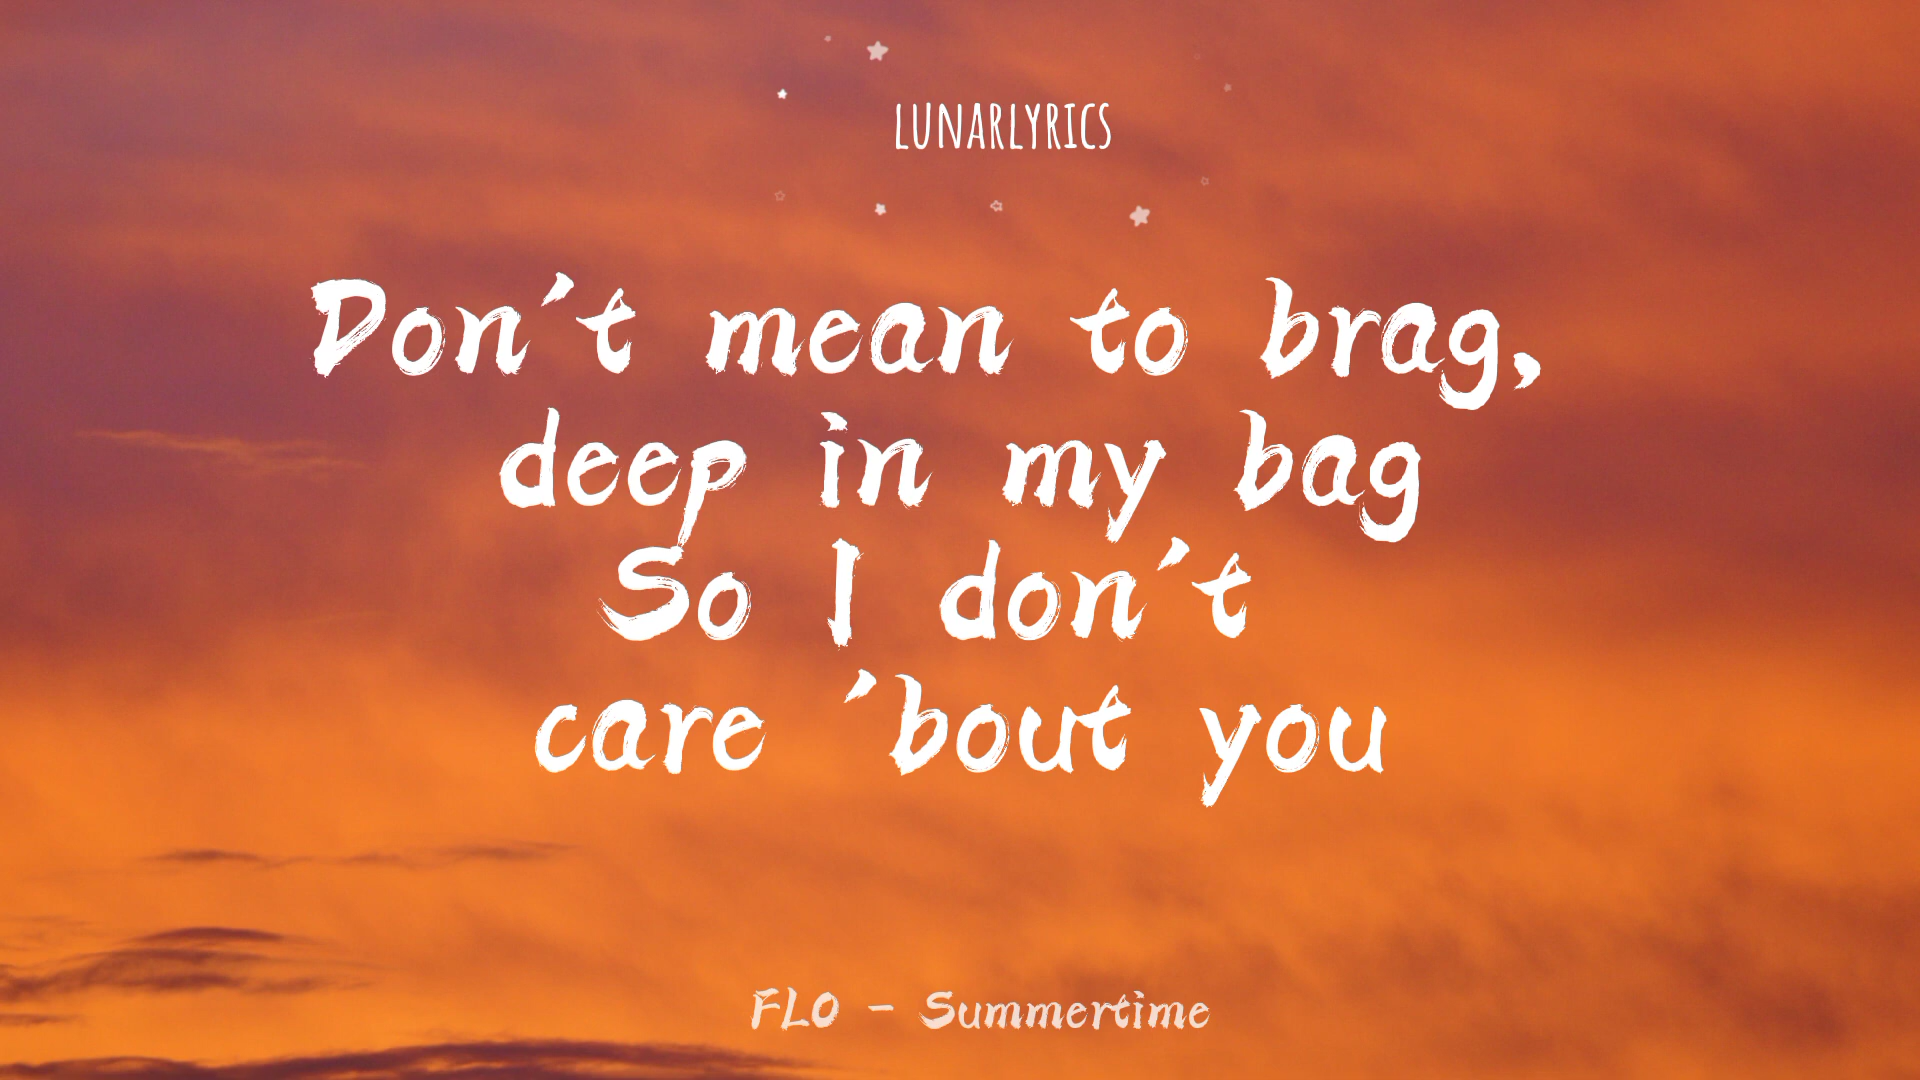 LUNARLYRICS
Don't mean to brag,
deep in my bag
So I don't
care 'bout you
FLO - Summertime